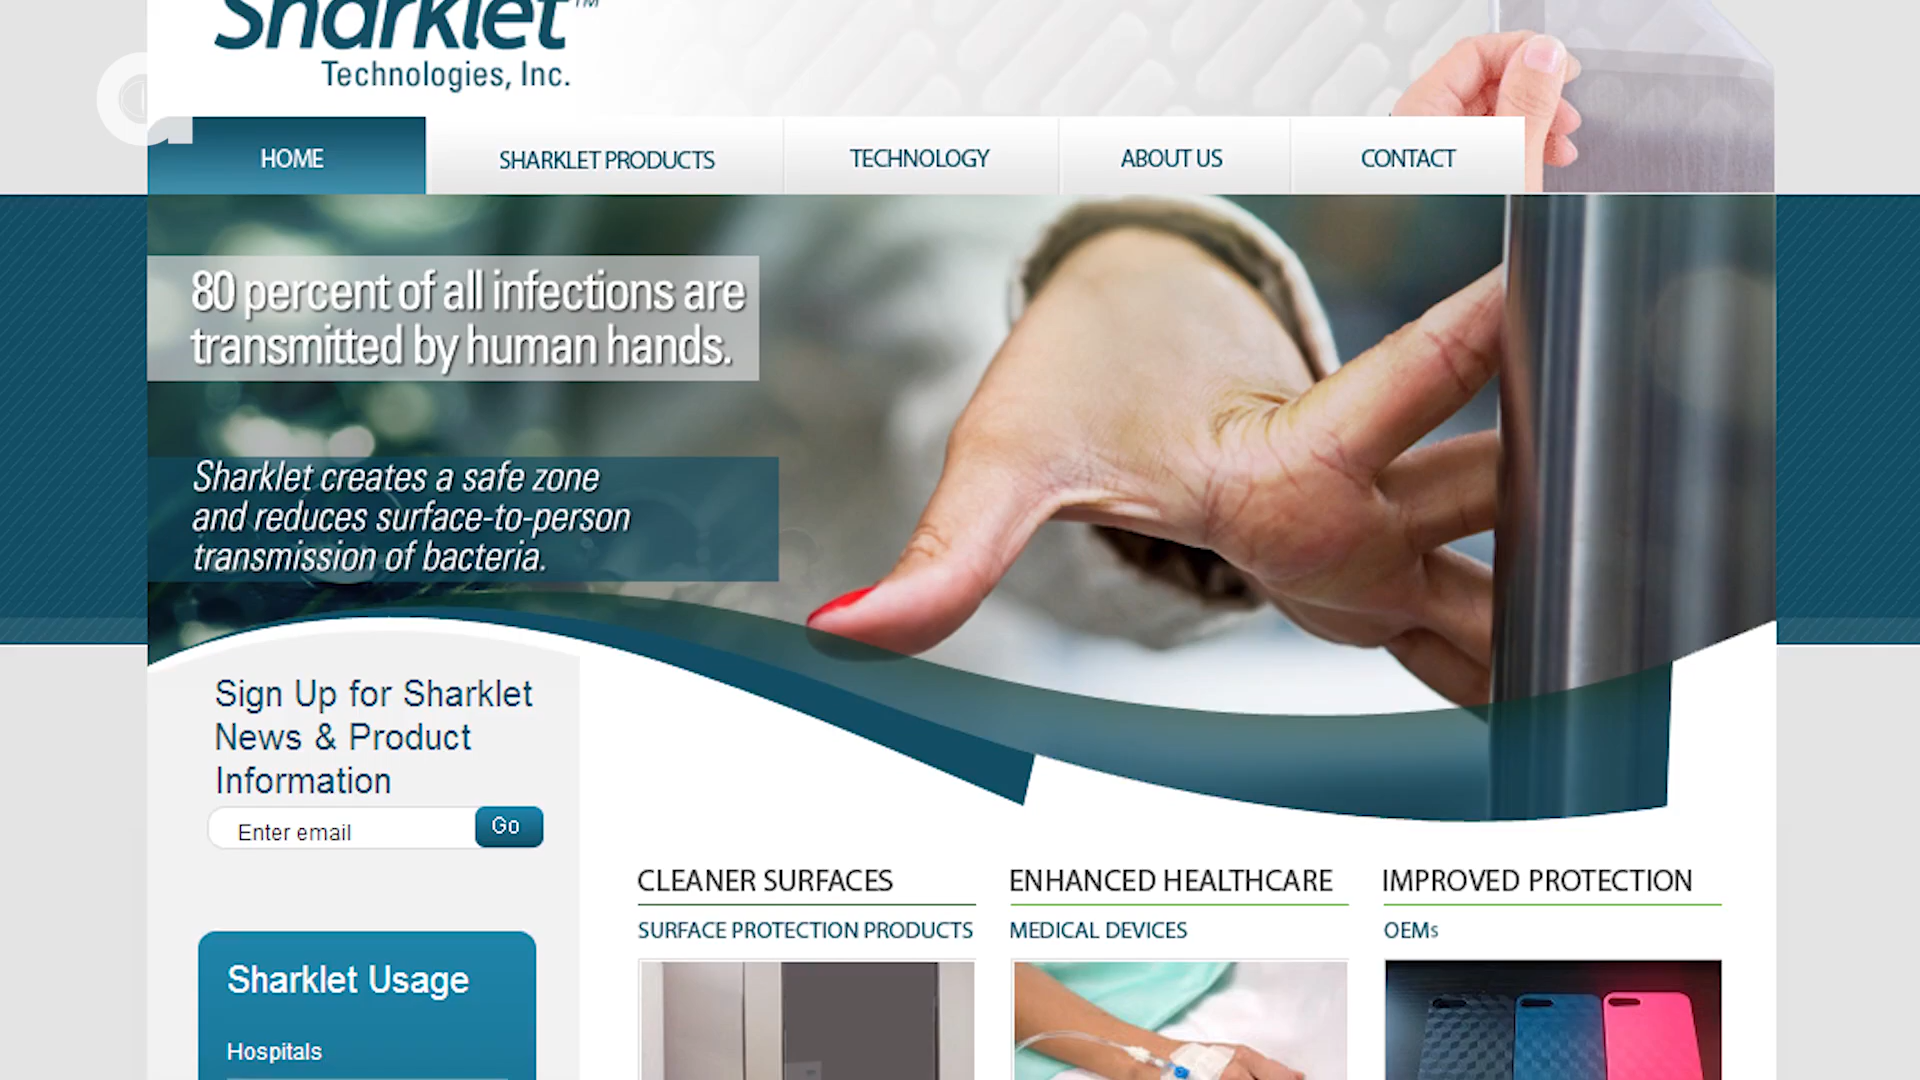 Sharklet™
Technologies, Inc.
HOME
SHARKLET PRODUCTS
TECHNOLOGY
ABOUT US
CONTACT
80 percent of all infections are
transmitted by human hands.
Sharklet creates a safe zone
and reduces surface-to-person
transmission of bacteria.
Sign Up for Sharklet
News & Product
Information
Enter email
Go
Sharklet Usage
Hospitals
CLEANER SURFACES
SURFACE PROTECTION PRODUCTS
ENHANCED HEALTHCARE
MEDICAL DEVICES
IMPROVED PROTECTION
OEMs